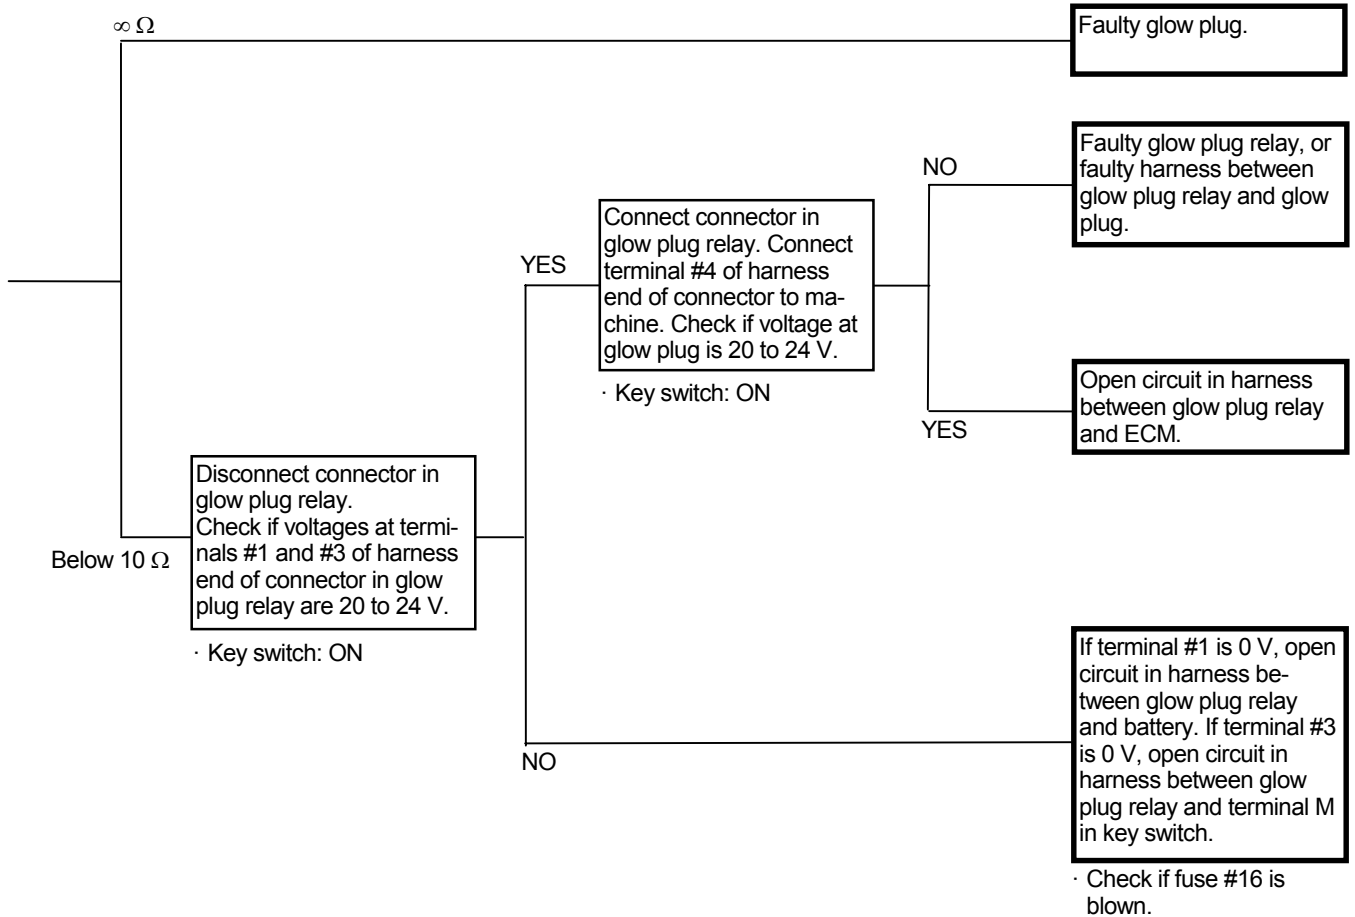 ∞ Ω
Faulty glow plug.
Faulty glow plug relay, or
faulty harness between
glow plug relay and glow
plug.
NO
Connect connector in
glow plug relay. Connect
terminal #4 of harness
end of connector to ma-
chine. Check if voltage at
glow plug is 20 to 24 V.
YES
· Key switch: ON
Open circuit in harness
between glow plug relay
and ECM.
YES
Disconnect connector in
glow plug relay.
Check if voltages at termi-
nals #1 and #3 of harness
end of connector in glow
plug relay are 20 to 24 V.
Below 10 Ω
· Key switch: ON
If terminal #1 is 0 V, open
circuit in harness be-
tween glow plug relay
and battery. If terminal #3
is 0 V, open circuit in
harness between glow
plug relay and terminal M
in key switch.
NO
· Check if fuse #16 is
blown.